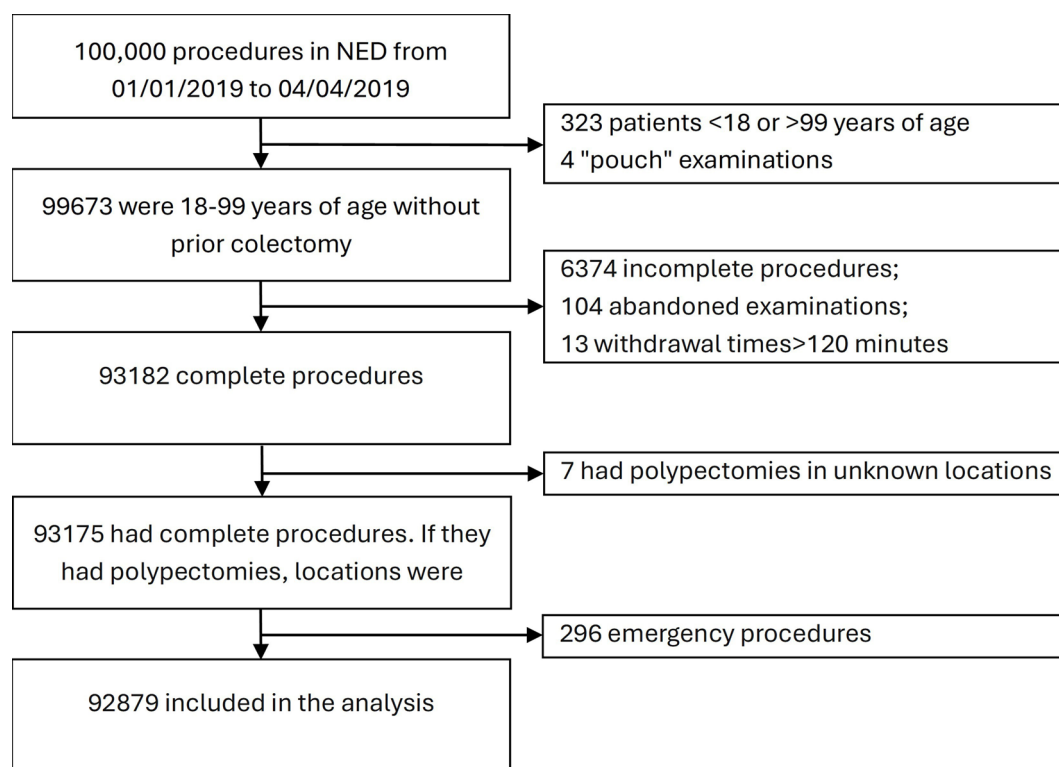 100,000 procedures in NED from
01/01/2019 to 04/04/2019
323 patients <18 or >99 years of age
4 "pouch" examinations
99673 were 18-99 years of age without
prior colectomy
6374 incomplete procedures;
104 abandoned examinations;
13 withdrawal times>120 minutes
93182 complete procedures
7 had polypectomies in unknown locations
93175 had complete procedures. If they
had polypectomies, locations were
296 emergency procedures
92879 included in the analysis